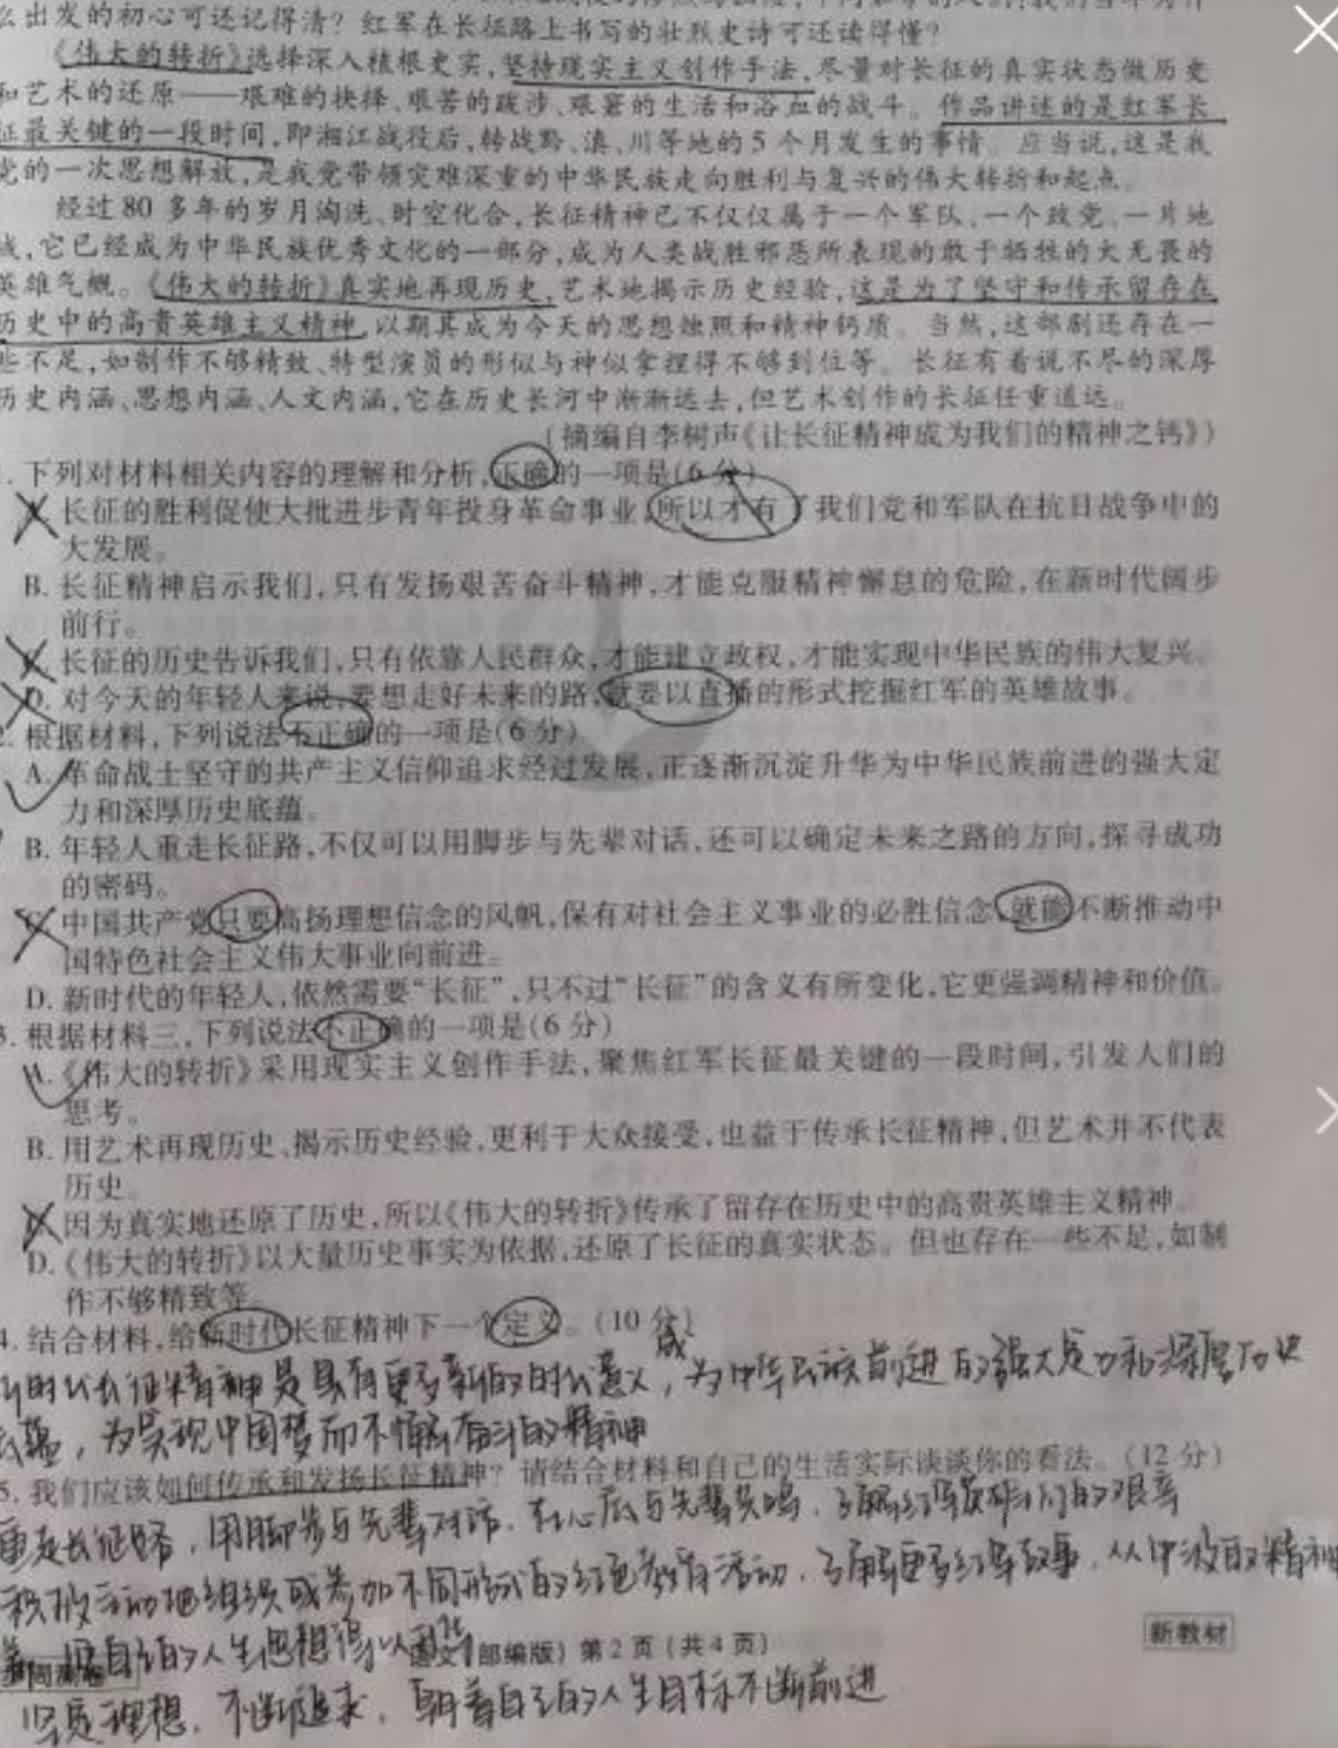 么出发的初心可还记得清？红军在长征路上书写的壮烈史诗可还读得懂？
《伟大的转折》选择深入植根史实，坚持现实主义创作手法，尽量对长征的真实状态做历史
和艺术的还原——艰难的抉择、艰苦的跋涉、艰窘的生活和浴血的战斗。作品讲述的是红军长
征最关键的一段时间，即湘江战役后，转战黔、滇、川等地的5个月发生的事情。应当说，这是我
党的一次思想解放，是我党带领灾难深重的中华民族走向胜利与复兴的伟大转折和起点。
经过80多年的岁月淘洗、时空化合，长征精神已不仅仅属于一个军队、一个政党、一片地
域，它已经成为中华民族优秀文化的一部分，成为人类战胜邪恶所表现的敢于牺牲的大无畏的
英雄气概。《伟大的转折》真实地再现历史，艺术地揭示历史经验，这是为了坚守和传承留存在
历史中的高贵英雄主义精神，以期其成为今天的思想烛照和精神钙质。当然，这部剧还存在一
些不足，如制作不够精致、特型演员的形似与神似拿捏得不够到位等。长征有着说不尽的深厚
历史内涵、思想内涵、人文内涵，它在历史长河中渐渐远去，但艺术创作的长征任重道远。
（摘编自李树声《让长征精神成为我们的精神之钙》）
1. 下列对材料相关内容的理解和分析，正确的一项是(6分)
A. 长征的胜利促使大批进步青年投身革命事业，所以才有了我们党和军队在抗日战争中的
大发展。
B. 长征精神启示我们，只有发扬艰苦奋斗精神，才能克服精神懈怠的危险，在新时代阔步
前行。
C. 长征的历史告诉我们，只有依靠人民群众，才能建立政权，才能实现中华民族的伟大复兴。
D. 对今天的年轻人来说，要想走好未来的路，就要以直播的形式挖掘红军的英雄故事。
2. 根据材料，下列说法不正确的一项是(6分)
A. 革命战士坚守的共产主义信仰追求经过发展，正逐渐沉淀升华为中华民族前进的强大定
力和深厚历史底蕴。
B. 年轻人重走长征路，不仅可以用脚步与先辈对话，还可以确定未来之路的方向，探寻成功
的密码。
C. 中国共产党只要高扬理想信念的风帆，保有对社会主义事业的必胜信念，就能不断推动中
国特色社会主义伟大事业向前进。
D. 新时代的年轻人，依然需要“长征”，只不过“长征”的含义有所变化，它更强调精神和价值。
3. 根据材料三，下列说法不正确的一项是(6分)
A. 《伟大的转折》采用现实主义创作手法，聚焦红军长征最关键的一段时间，引发人们的
思考。
B. 用艺术再现历史、揭示历史经验，更利于大众接受，也益于传承长征精神，但艺术并不代表
历史。
因为真实地还原了历史，所以《伟大的转折》传承了留存在历史中的高贵英雄主义精神。
D. 《伟大的转折》以大量历史事实为依据，还原了长征的真实状态。但也存在一些不足，如制
作不够精致等。
4. 结合材料，给新时代长征精神下一个定义。(10分)
新时代长征精神是具有更多新的时代意义，成为中华民族前进的强大定力和深厚历史
底蕴，为实现中国梦而不懈奋斗的精神
5. 我们应该如何传承和发扬长征精神？请结合材料和自己的生活实际谈谈你的看法。(12分)
重走长征路，用脚步与先辈对话，在心底与先辈共鸣，了解红军战士们的艰辛
积极主动地组织或参加不同形式的红色教育活动，了解更多红军故事，从中汲取精神
自己的人生思想得以升华
语文(部编版) 第2页(共4页)
新教材
坚定理想，不断追求，朝着自己的人生目标不断前进